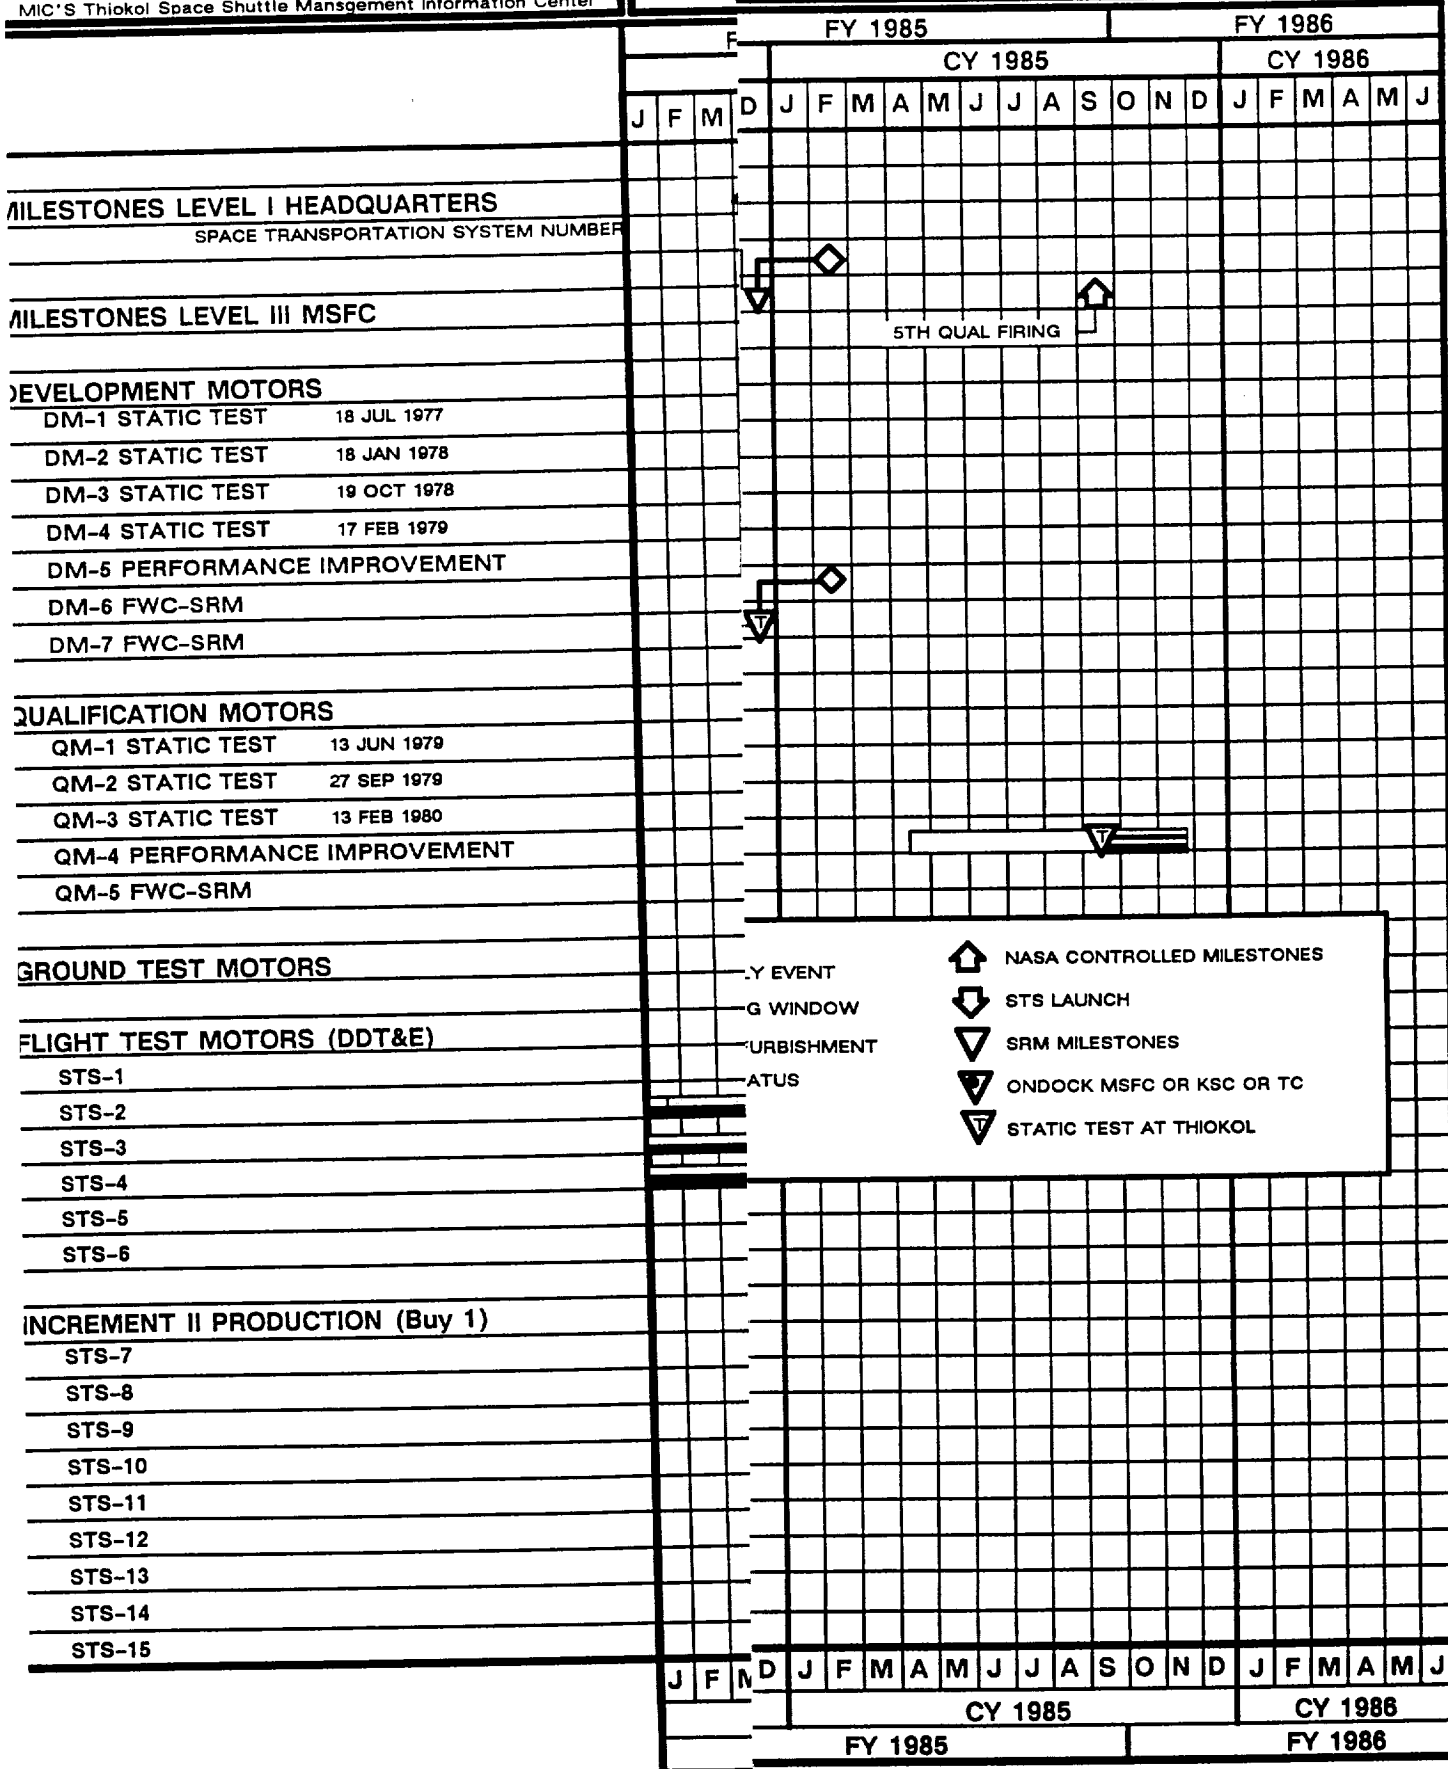 MIC'S Thiokol Space Shuttle Mansgement Information Center
FY 1985 FY 1986
F
CY 1985 CY 1986
J F M D J F M A M J J A S O N D J F M A M J
MILESTONES LEVEL I HEADQUARTERS
SPACE TRANSPORTATION SYSTEM NUMBER
MILESTONES LEVEL III MSFC
5TH QUAL FIRING
DEVELOPMENT MOTORS
DM-1 STATIC TEST 18 JUL 1977
DM-2 STATIC TEST 18 JAN 1978
DM-3 STATIC TEST 19 OCT 1978
DM-4 STATIC TEST 17 FEB 1979
DM-5 PERFORMANCE IMPROVEMENT
DM-6 FWC-SRM
T
DM-7 FWC-SRM
QUALIFICATION MOTORS
QM-1 STATIC TEST 13 JUN 1979
QM-2 STATIC TEST 27 SEP 1979
QM-3 STATIC TEST 13 FEB 1980
T
QM-4 PERFORMANCE IMPROVEMENT
QM-5 FWC-SRM
GROUND TEST MOTORS
LY EVENT NASA CONTROLLED MILESTONES
G WINDOW STS LAUNCH
URBISHMENT SRM MILESTONES
ATUS ONDOCK MSFC OR KSC OR TC
T STATIC TEST AT THIOKOL
FLIGHT TEST MOTORS (DDT&E)
STS-1
STS-2
STS-3
STS-4
STS-5
STS-6
INCREMENT II PRODUCTION (Buy 1)
STS-7
STS-8
STS-9
STS-10
STS-11
STS-12
STS-13
STS-14
STS-15
J F M D J F M A M J J A S O N D J F M A M J
CY 1985 CY 1986
FY 1985 FY 1986